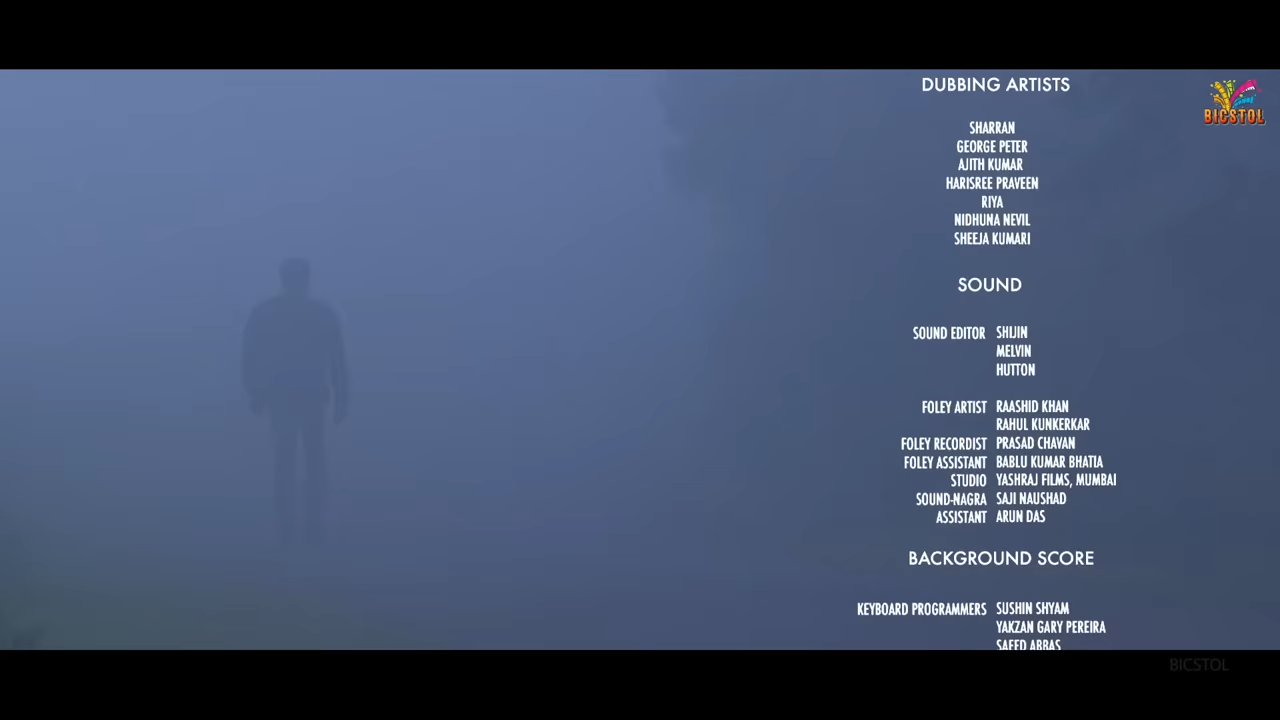 DUBBING ARTISTS
BICSTOL
SHARRAN
GEORGE PETER
AJITH KUMAR
HARISREE PRAVEEN
RIYA
NIDHUNA NEVIL
SHEEJA KUMARI
SOUND
SOUND EDITOR SHIJIN
MELVIN
HUTTON
FOLEY ARTIST RAASHID KHAN
RAHUL KUNKERKAR
FOLEY RECORDIST PRASAD CHAVAN
FOLEY ASSISTANT BABLU KUMAR BHATIA
STUDIO YASHRAJ FILMS, MUMBAI
SOUND-NAGRA SAJI NAUSHAD
ASSISTANT ARUN DAS
BACKGROUND SCORE
KEYBOARD PROGRAMMERS SUSHIN SHYAM
YAKZAN GARY PEREIRA
SAEED ABBAS
BICSTOL